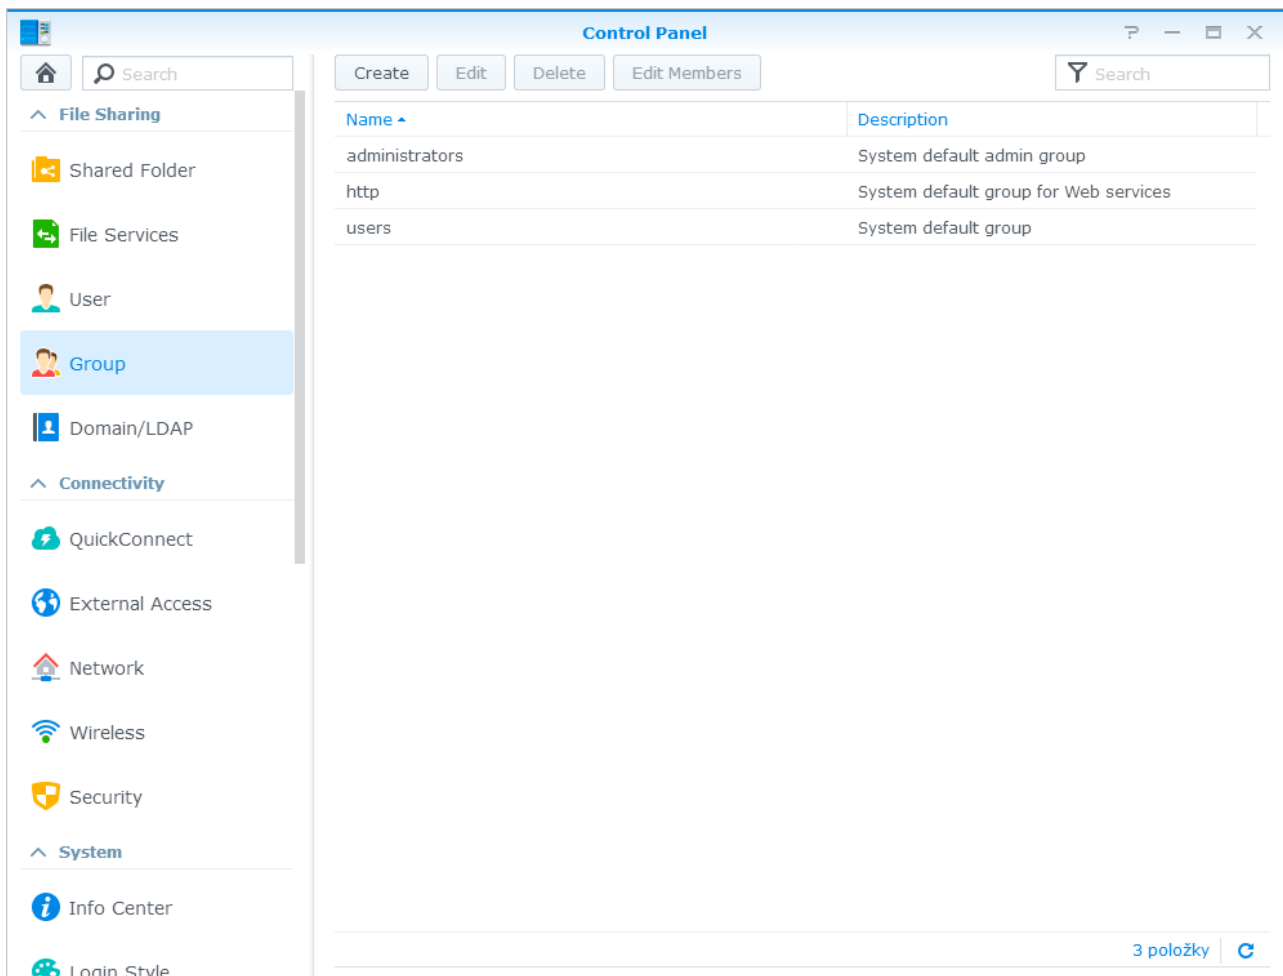 Control Panel
Search
Create
Edit
Delete
Edit Members
Search
File Sharing
Shared Folder
File Services
User
Group
Domain/LDAP
Connectivity
QuickConnect
External Access
Network
Wireless
Security
System
Info Center
Login Style
Name
Description
administrators
System default admin group
http
System default group for Web services
users
System default group
3 položky